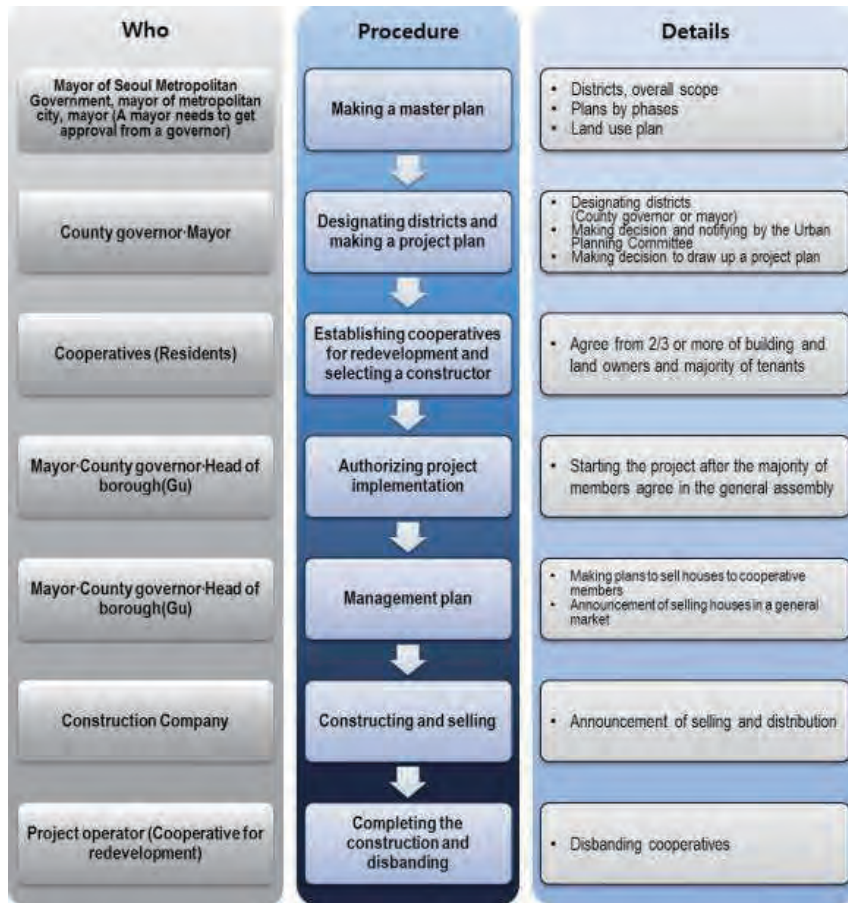 Who
Procedure
Details
Mayor of Seoul Metropolitan
Government, mayor of metropolitan
city, mayor (A mayor needs to get
approval from a governor)
Making a master plan
• Districts, overall scope
• Plans by phases
• Land use plan
County governor·Mayor
Designating districts and
making a project plan
• Designating districts
(County governor or mayor)
• Making decision and notifying by the Urban
Planning Committee
• Making decision to draw up a project plan
Cooperatives (Residents)
Establishing cooperatives
for redevelopment and
selecting a constructor
• Agree from 2/3 or more of building and
land owners and majority of tenants
Mayor·County governor·Head of
borough(Gu)
Authorizing project
implementation
• Starting the project after the majority of
members agree in the general assembly
Mayor·County governor·Head of
borough(Gu)
Management plan
• Making plans to sell houses to cooperative
members
• Announcement of selling houses in a general
market
Construction Company
Constructing and selling
• Announcement of selling and distribution
Project operator (Cooperative for
redevelopment)
Completing the
construction and
disbanding
• Disbanding cooperatives